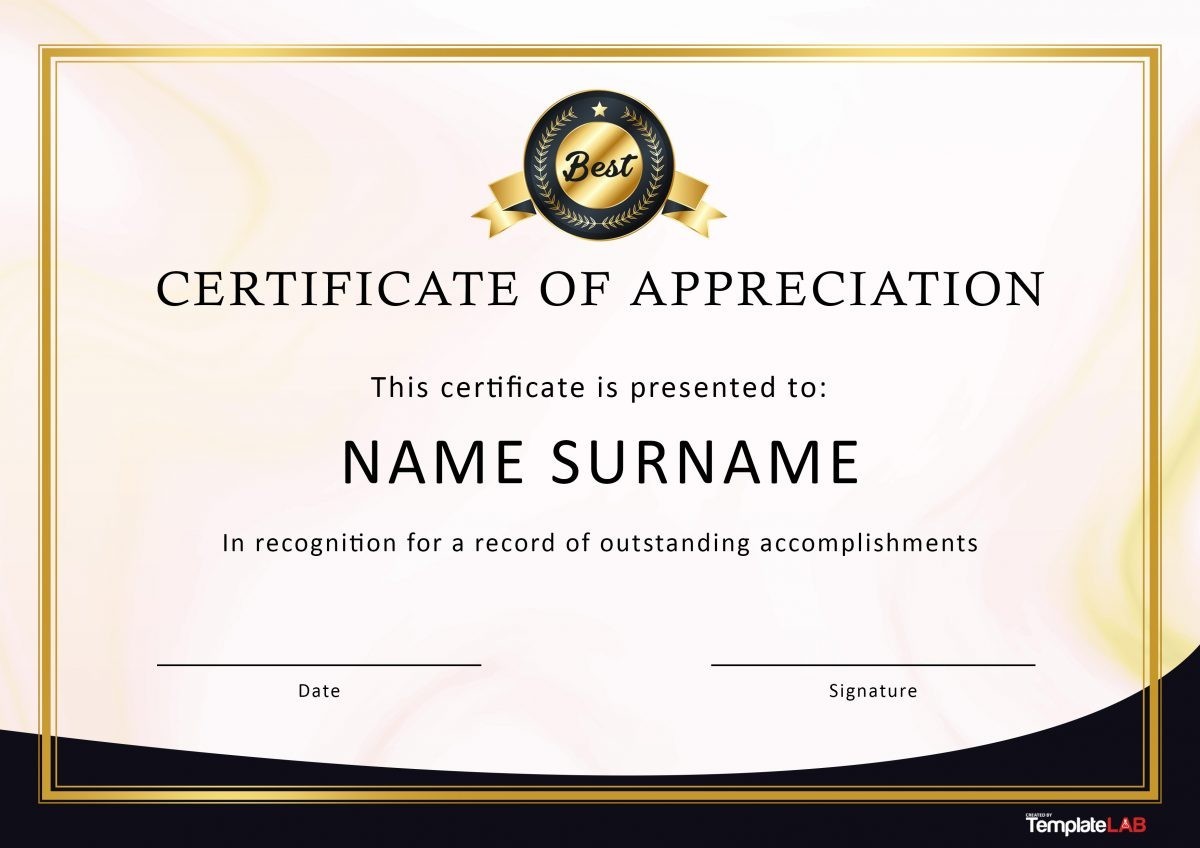 Best
CERTIFICATE OF APPRECIATION
This certificate is presented to:
NAME SURNAME
In recognition for a record of outstanding accomplishments
Date
Signature
CREATED BY
TemplateLAB